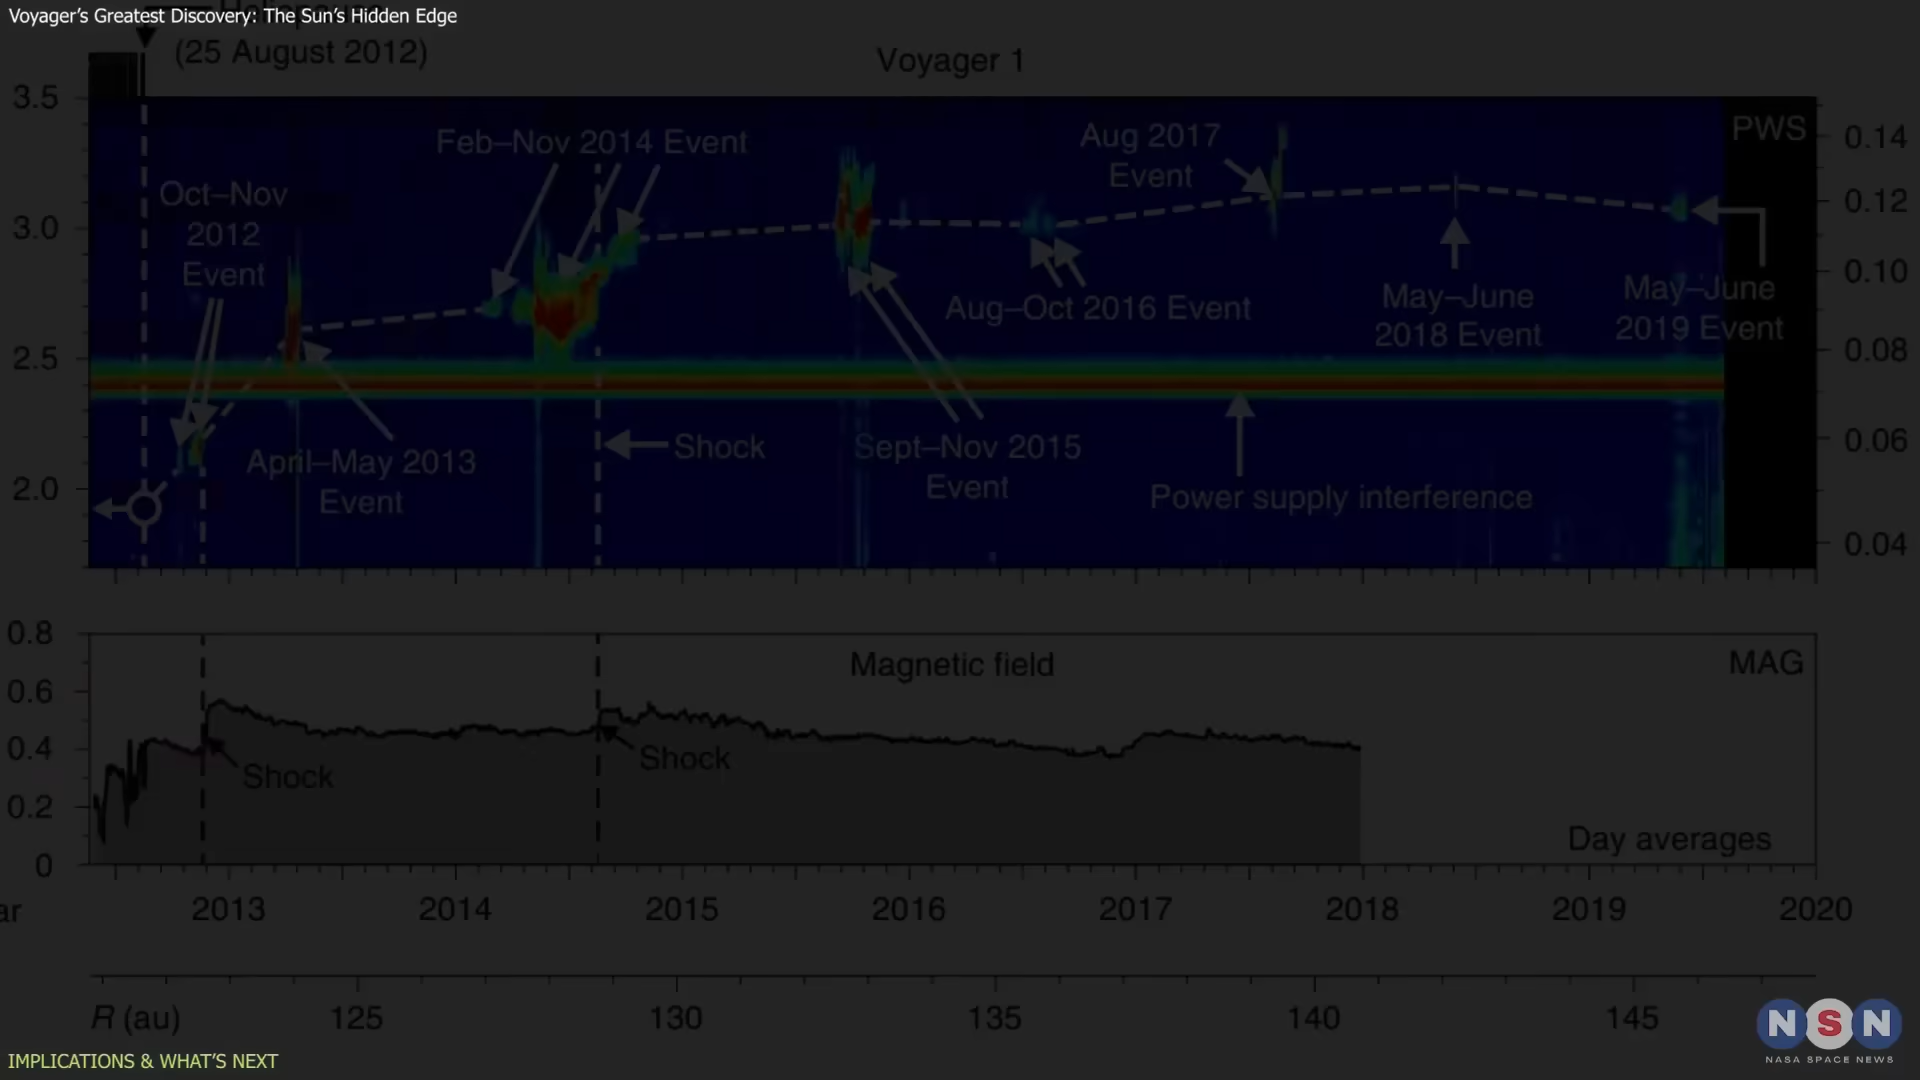 Voyager’s Greatest Discovery: The Sun’s Hidden Edge
(25 August 2012)
Voyager 1
3.5
3.0
2.5
2.0
PWS
0.14
0.12
0.10
0.08
0.06
0.04
Oct–Nov
2012
Event
Feb–Nov 2014 Event
Aug 2017
Event
April–May 2013
Event
Shock
Sept–Nov 2015
Event
Aug–Oct 2016 Event
May–June
2018 Event
May–June
2019 Event
Power supply interference
0.8
0.6
0.4
0.2
0
Magnetic field
MAG
Shock
Shock
Day averages
ar
2013 2014 2015 2016 2017 2018 2019 2020
R (au) 125 130 135 140 145
NSN
NASA SPACE NEWS
IMPLICATIONS & WHAT’S NEXT